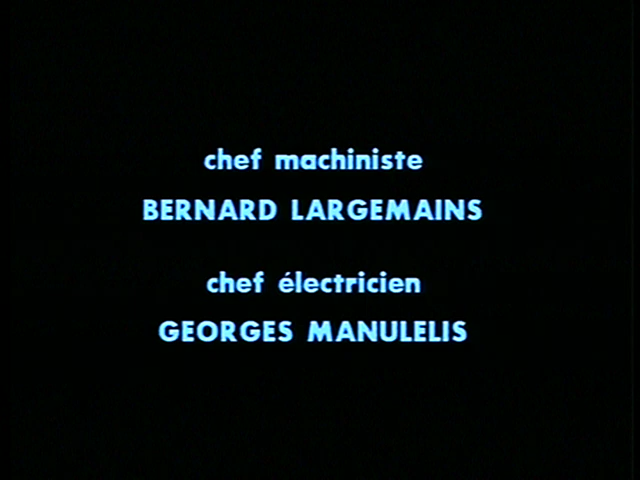 chef machiniste
BERNARD LARGEMAINS
chef électricien
GEORGES MANULELIS